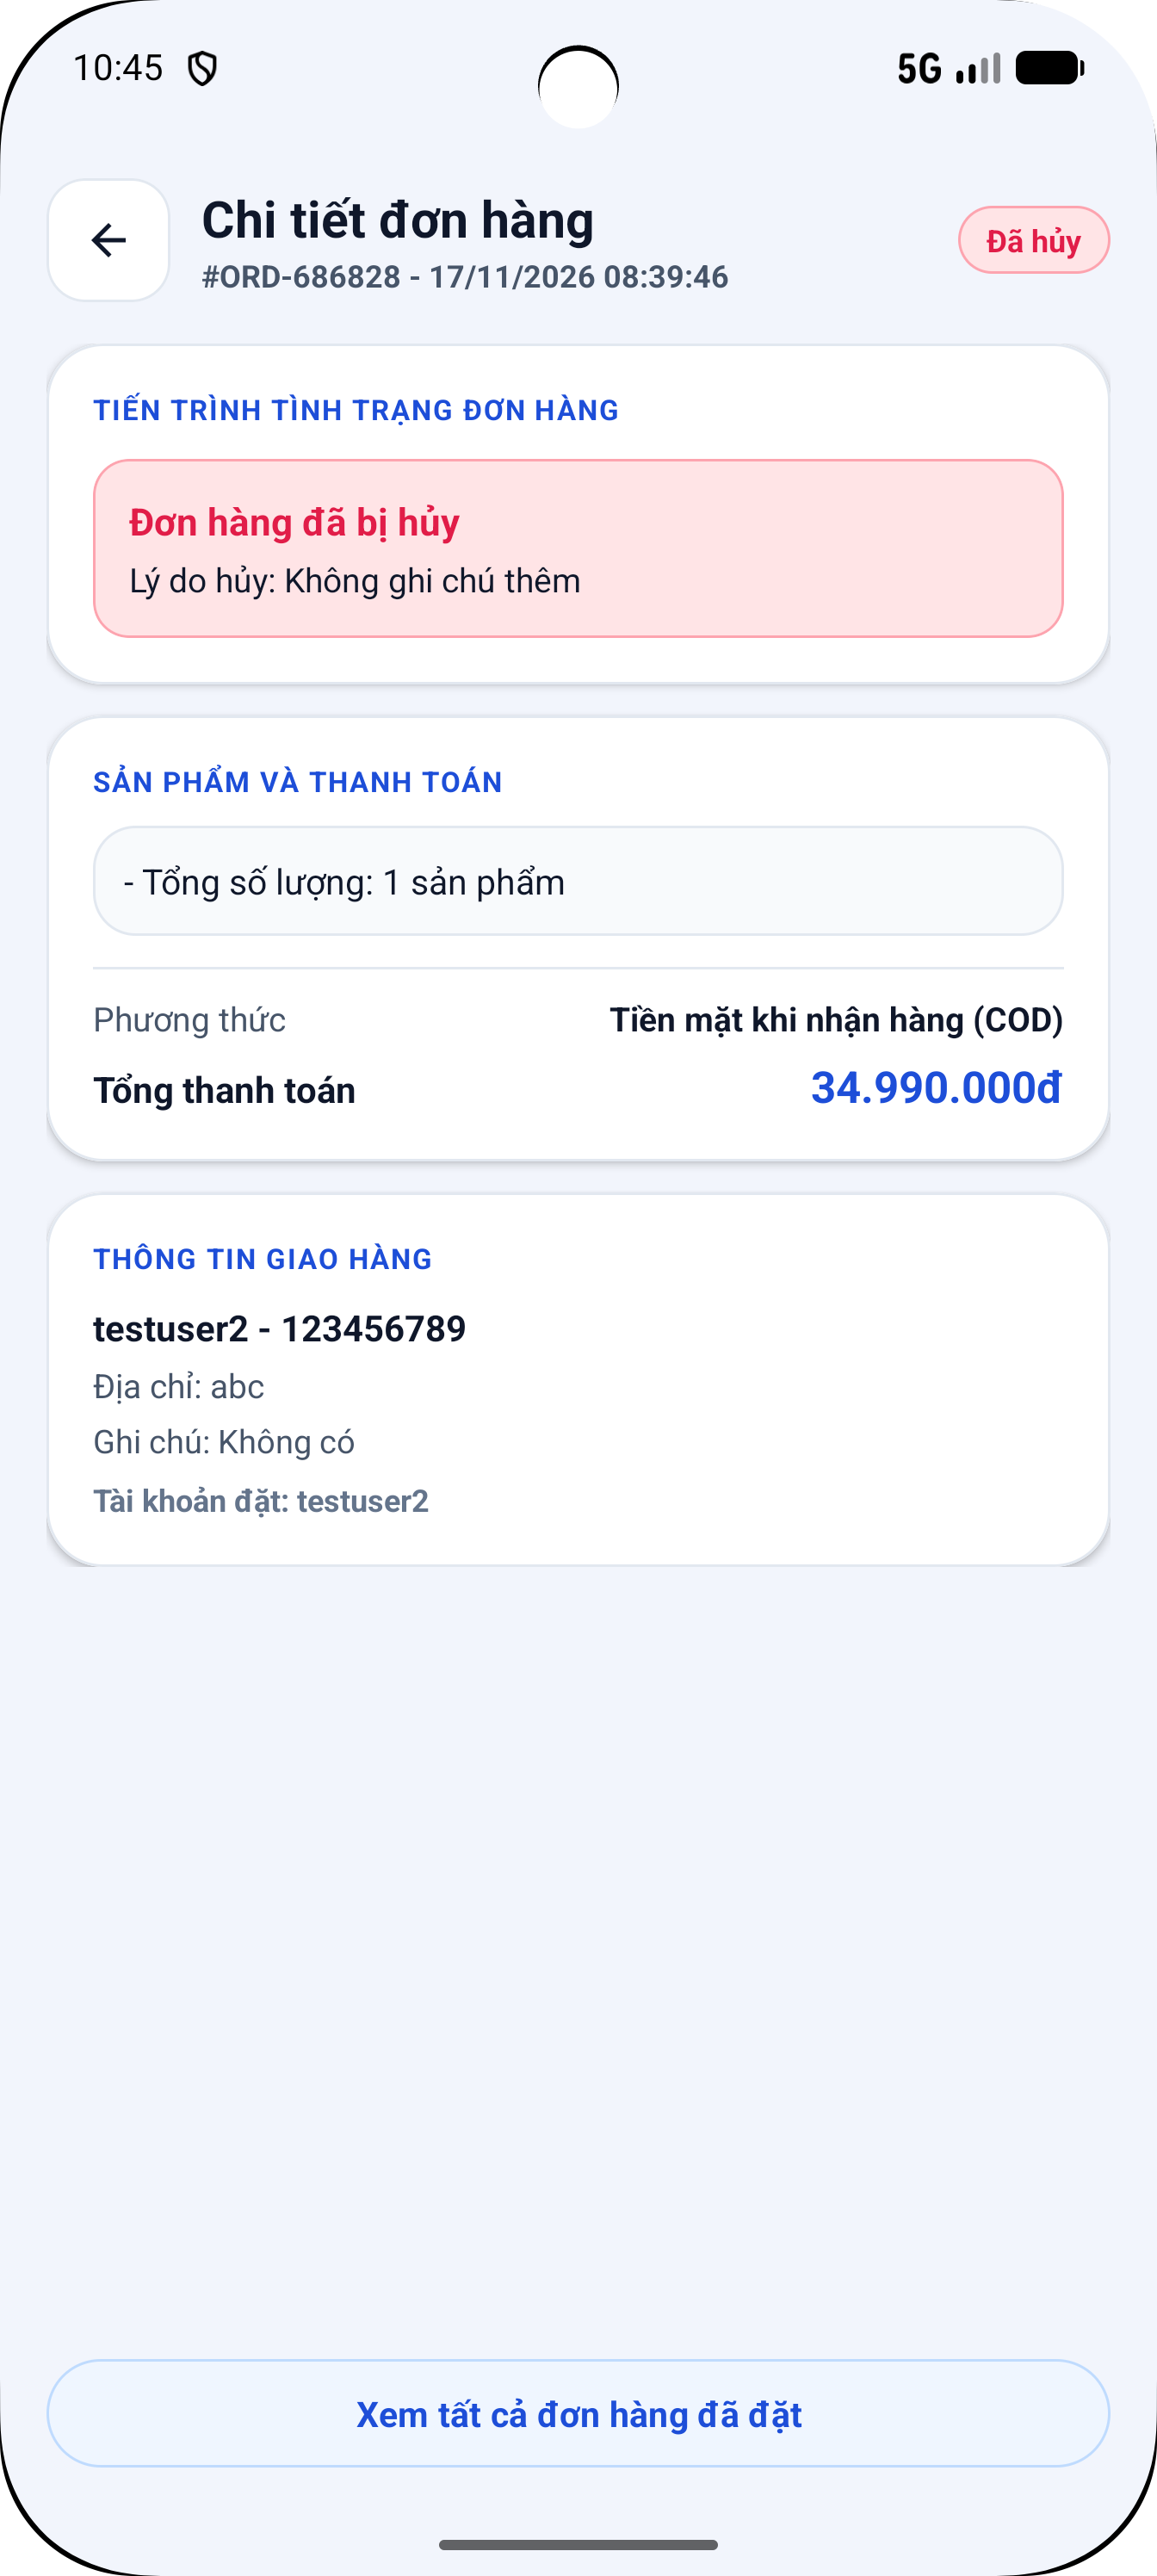 10:45
5G
Chi tiết đơn hàng
#ORD-686828 - 17/11/2026 08:39:46
Đã hủy
TIẾN TRÌNH TÌNH TRẠNG ĐƠN HÀNG
Đơn hàng đã bị hủy
Lý do hủy: Không ghi chú thêm
SẢN PHẨM VÀ THANH TOÁN
- Tổng số lượng: 1 sản phẩm
Phương thức Tiền mặt khi nhận hàng (COD)
Tổng thanh toán 34.990.000đ
THÔNG TIN GIAO HÀNG
testuser2 - 123456789
Địa chỉ: abc
Ghi chú: Không có
Tài khoản đặt: testuser2
Xem tất cả đơn hàng đã đặt